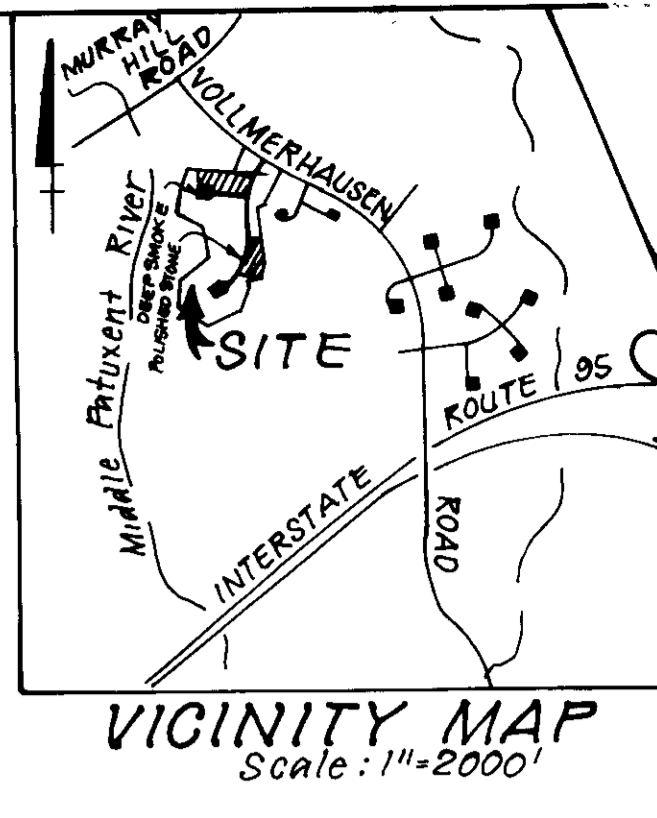 MURRAY
HILL
ROAD
VOLLMERHAUSEN
Middle Patuxent River
DEEP SMOKE
POLISHED STONE
SITE
ROUTE 95
INTERSTATE
ROAD
VICINITY MAP
Scale: 1"=2000'